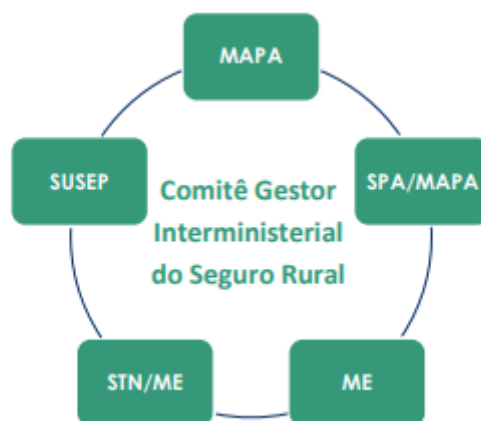 MAPA
SUSEP
SPA/MAPA
Comitê Gestor
Interministerial
do Seguro Rural
STN/ME
ME